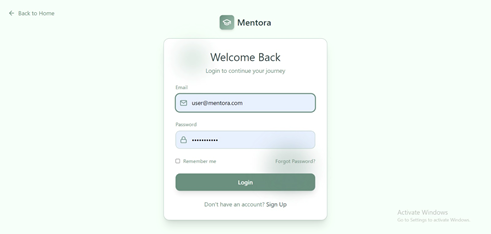 Back to Home
Mentora
Welcome Back
Login to continue your journey
Email
user@mentora.com
Password
••••••••••••
Remember me
Forgot Password?
Login
Don't have an account? Sign Up
Activate Windows
Go to Settings to activate Windows.